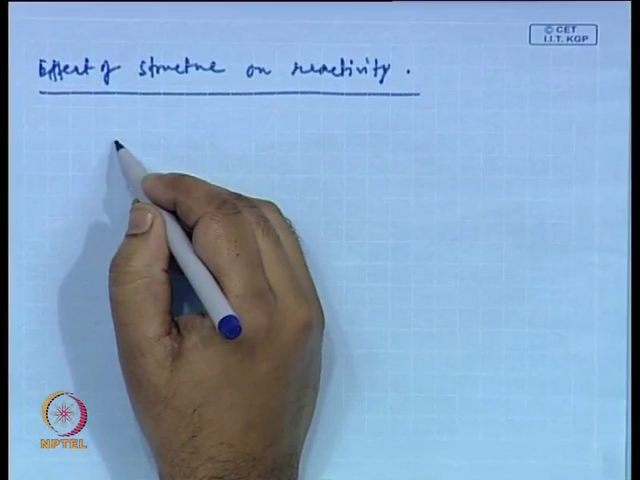 © CET
I.I.T. KGP
Effect of structure on reactivity.
NPTEL